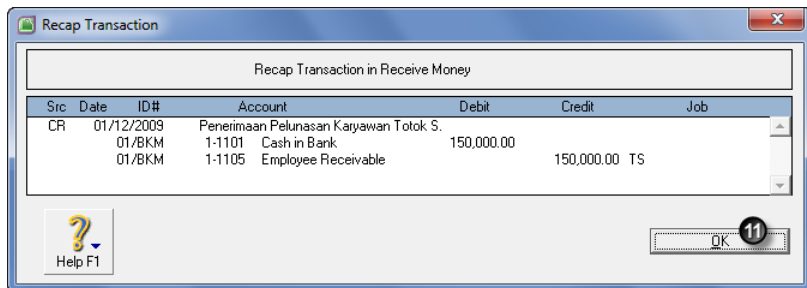 Recap Transaction
Recap Transaction in Receive Money
Src Date ID# Account Debit Credit Job
CR 01/12/2009 Penerimaan Pelunasan Karyawan Totok S.
01/BKM 1-1101 Cash in Bank 150,000.00
01/BKM 1-1105 Employee Receivable 150,000.00 TS
Help F1
OK 11